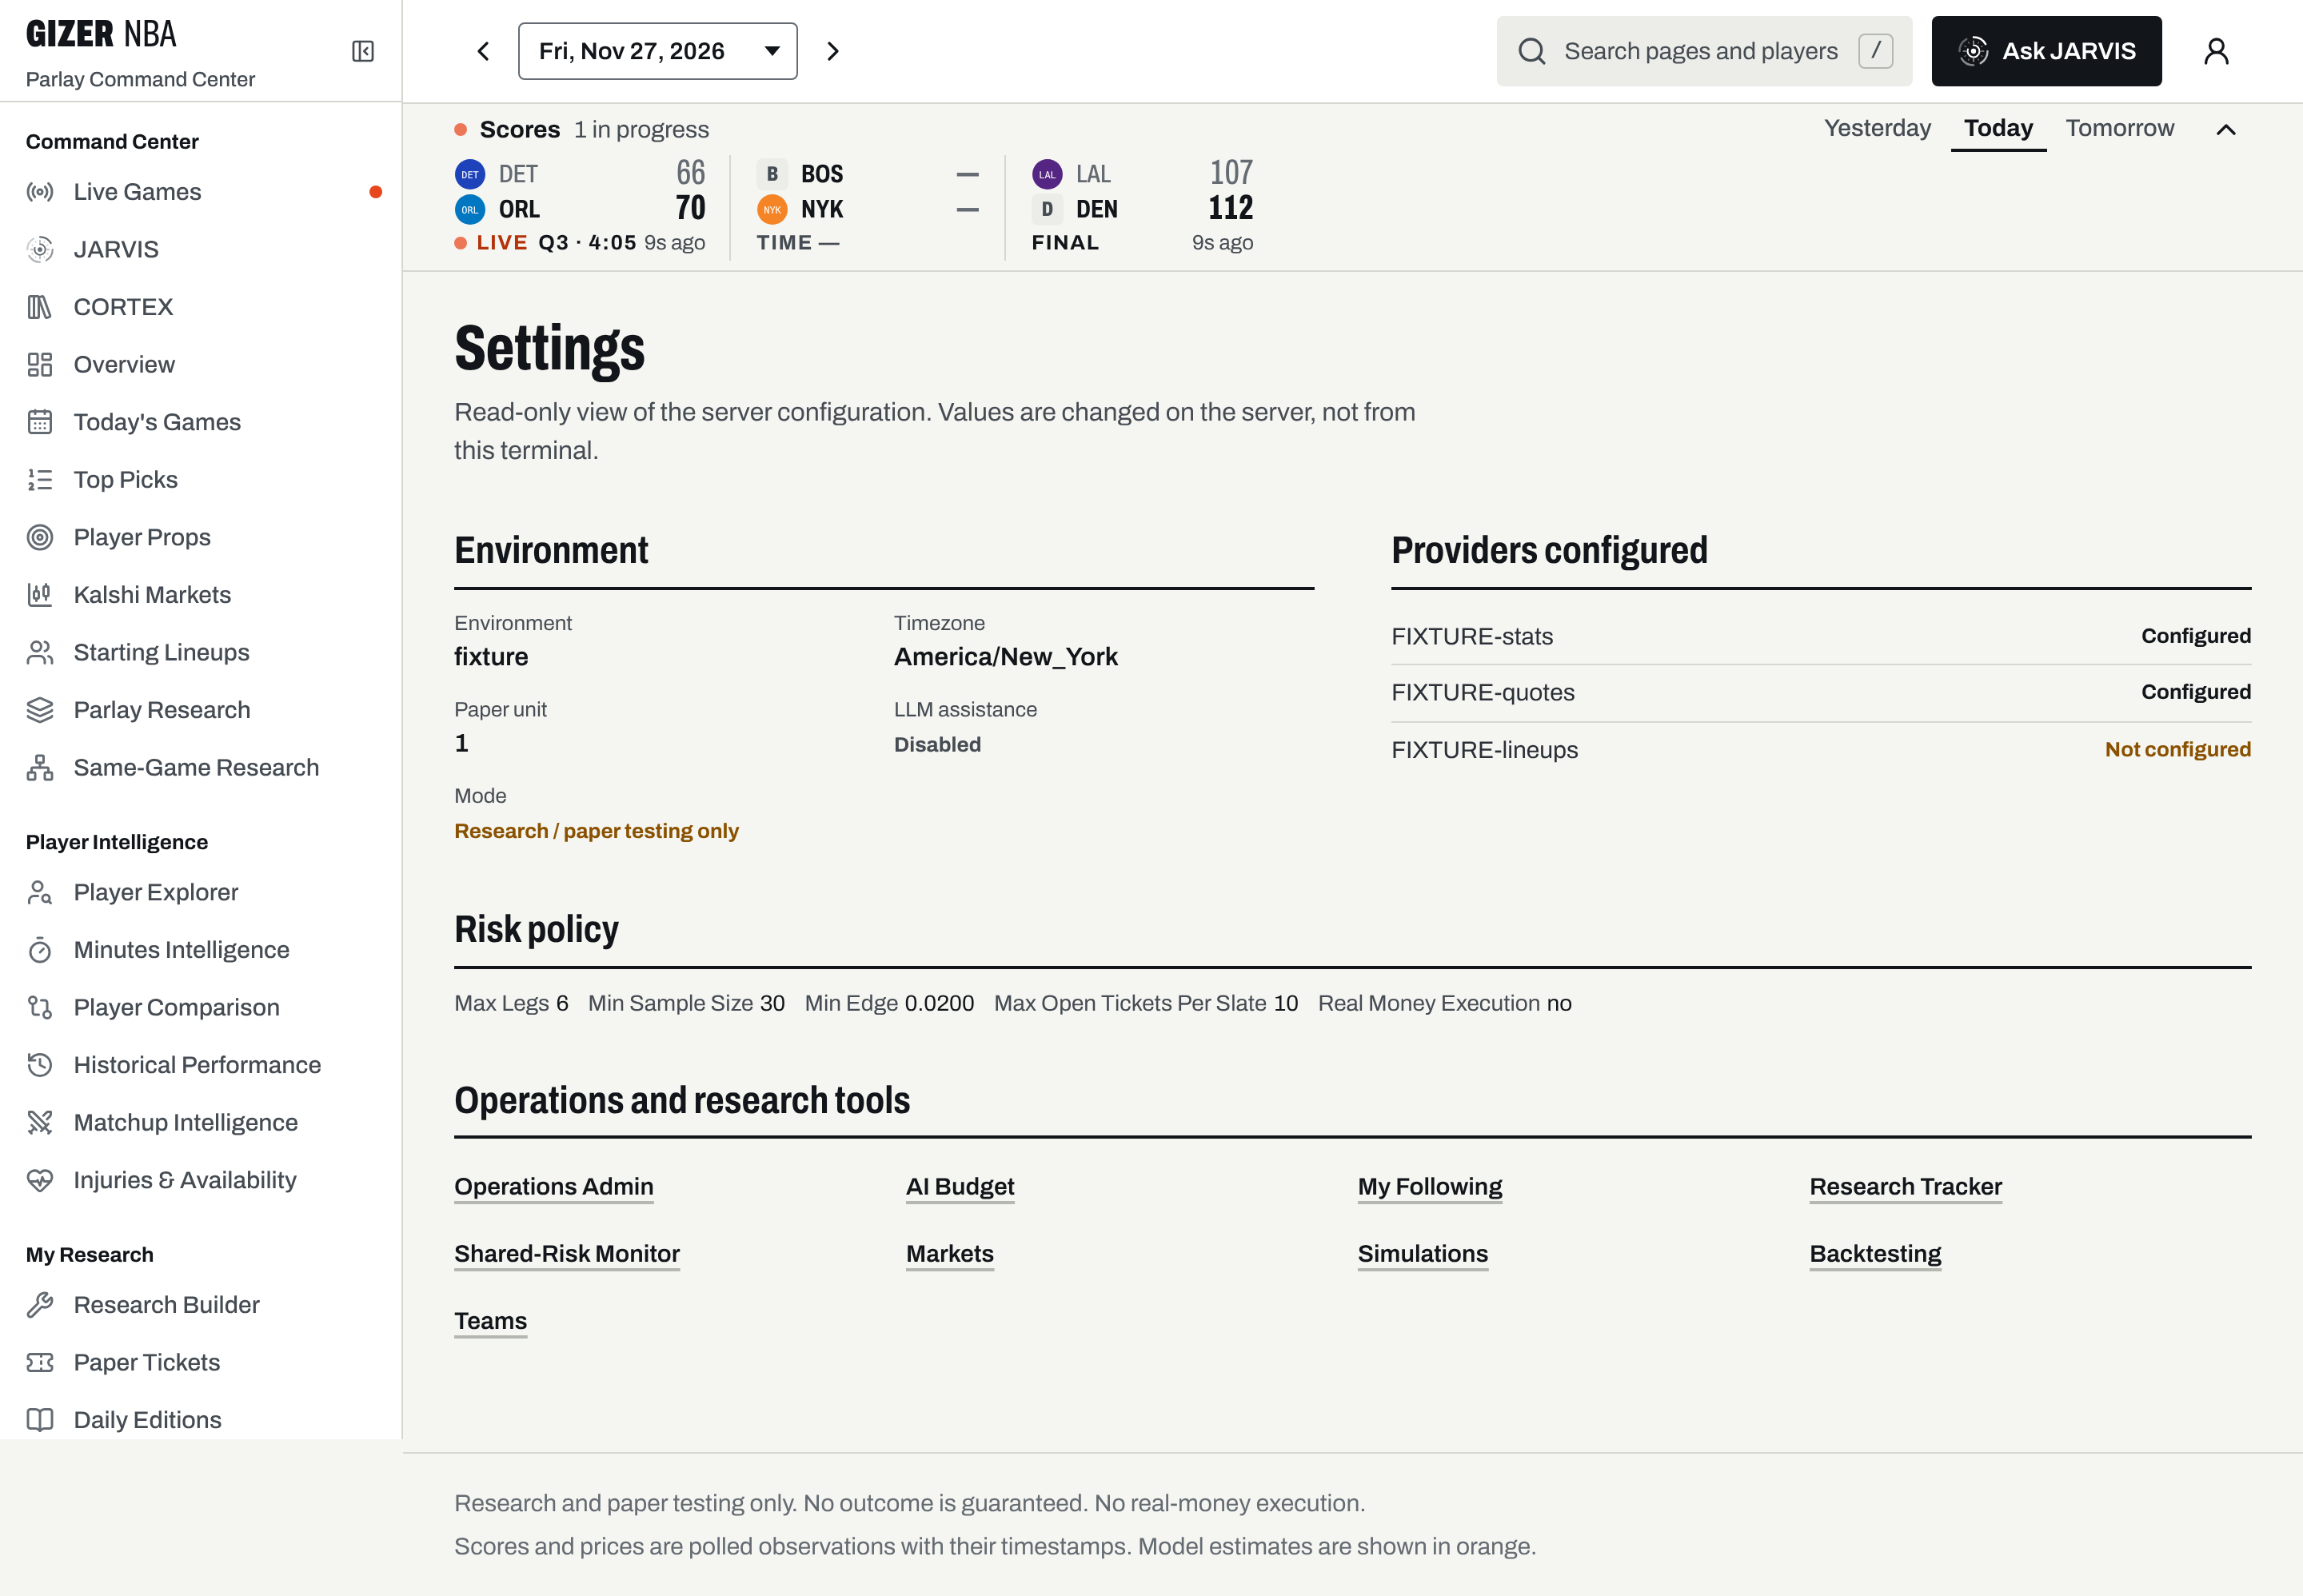 GIZER NBA
Parlay Command Center
Command Center
Live Games
JARVIS
CORTEX
Overview
Today's Games
Top Picks
Player Props
Kalshi Markets
Starting Lineups
Parlay Research
Same-Game Research
Player Intelligence
Player Explorer
Minutes Intelligence
Player Comparison
Historical Performance
Matchup Intelligence
Injuries & Availability
My Research
Research Builder
Paper Tickets
Daily Editions
Fri, Nov 27, 2026
Search pages and players /
Ask JARVIS
Scores 1 in progress
Yesterday Today Tomorrow
DET DET 66
ORL ORL 70
LIVE Q3 · 4:05 9s ago
B BOS —
NYK NYK —
TIME —
LAL LAL 107
D DEN 112
FINAL 9s ago
Settings
Read-only view of the server configuration. Values are changed on the server, not from
this terminal.
Environment
Environment
fixture
Timezone
America/New_York
Paper unit
1
LLM assistance
Disabled
Mode
Research / paper testing only
Providers configured
FIXTURE-stats Configured
FIXTURE-quotes Configured
FIXTURE-lineups Not configured
Risk policy
Max Legs 6 Min Sample Size 30 Min Edge 0.0200 Max Open Tickets Per Slate 10 Real Money Execution no
Operations and research tools
Operations Admin AI Budget My Following Research Tracker
Shared-Risk Monitor Markets Simulations Backtesting
Teams
Research and paper testing only. No outcome is guaranteed. No real-money execution.
Scores and prices are polled observations with their timestamps. Model estimates are shown in orange.